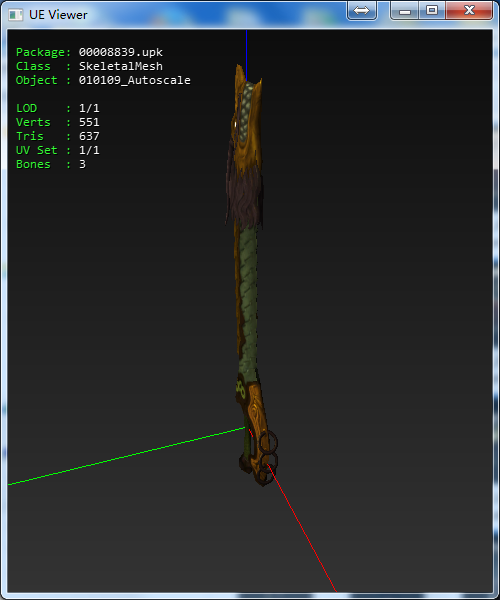 UE Viewer
Package: 00008839.upk
Class : SkeletalMesh
Object : 010109_Autoscale
LOD : 1/1
Verts : 551
Tris : 637
UV Set : 1/1
Bones : 3